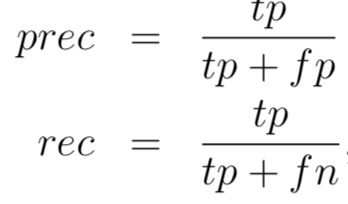 prec = tp / tp + fp
rec = tp / tp + fn,